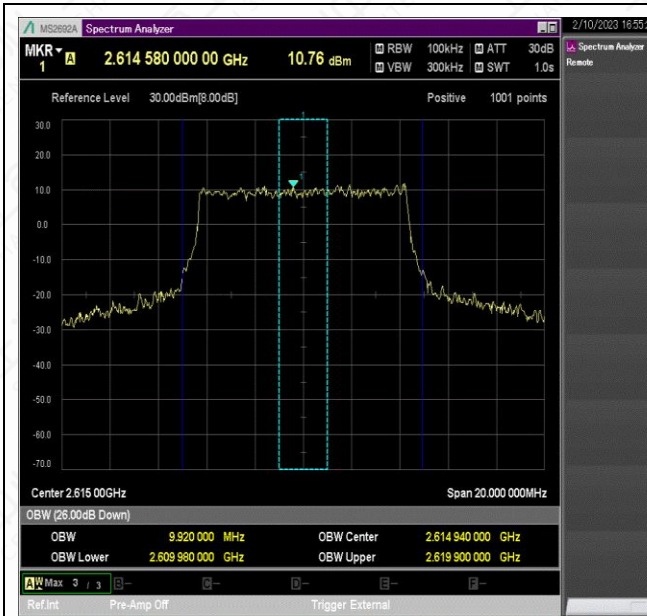 MS2692A Spectrum Analyzer
2/10/2023 16:55:
MKR 1 A 2.614 580 000 00 GHz 10.76 dBm
M RBW 100kHz M ATT 30dB
M VBW 300kHz M SWT 1.0s
Spectrum Analyzer
Remote
Reference Level 30.00dBm[8.00dB] Positive 1001 points
30.0
20.0
10.0
0.0
-10.0
-20.0
-30.0
-40.0
-50.0
-60.0
-70.0
Center 2.615 00GHz Span 20.000 000MHz
OBW (26.00dB Down)
OBW 9.920 000 MHz OBW Center 2.614 940 000 GHz
OBW Lower 2.609 980 000 GHz OBW Upper 2.619 900 000 GHz
A W Max 3 / 3 B- C- D- E- F-
Ref.Int Pre-Amp Off Trigger External